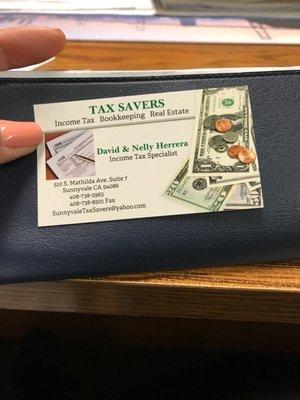 TAX SAVERS
Income Tax Bookkeeping Real Estate
David & Nelly Herrera
Income Tax Specialist
510 S. Mathilda Ave. Suite 7
Sunnyvale CA 94086
408-738-2962
408-738-8501 Fax
SunnyvaleTaxSavers@yahoo.com